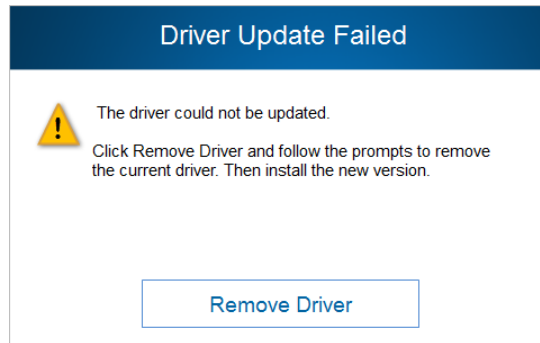 Driver Update Failed
The driver could not be updated.
Click Remove Driver and follow the prompts to remove
the current driver. Then install the new version.
Remove Driver